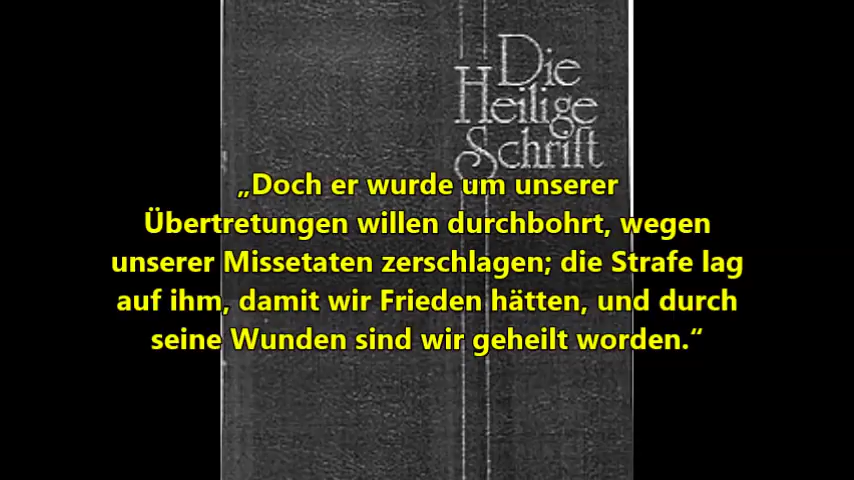 Die
Heilige
Schrift
„Doch er wurde um unserer
Übertretungen willen durchbohrt, wegen
unserer Missetaten zerschlagen; die Strafe lag
auf ihm, damit wir Frieden hätten, und durch
seine Wunden sind wir geheilt worden.“